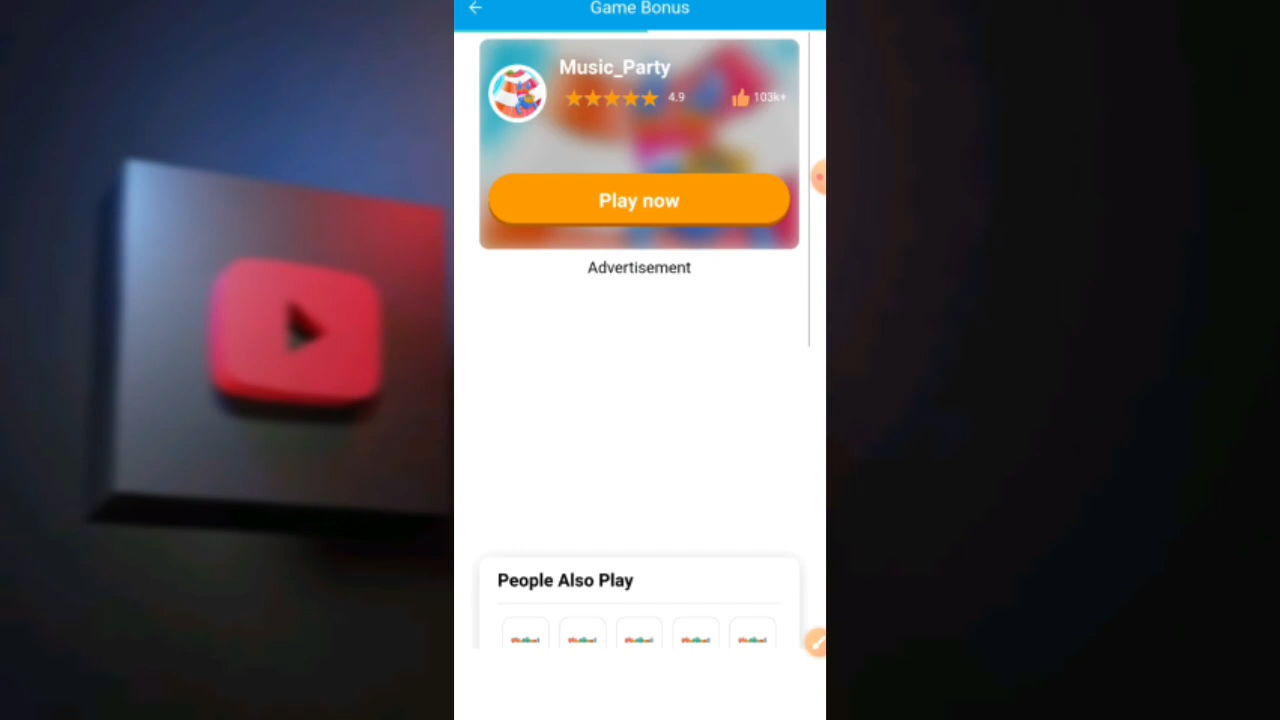 Game Bonus
Music_Party
4.9
103k+
Play now
Advertisement
People Also Play